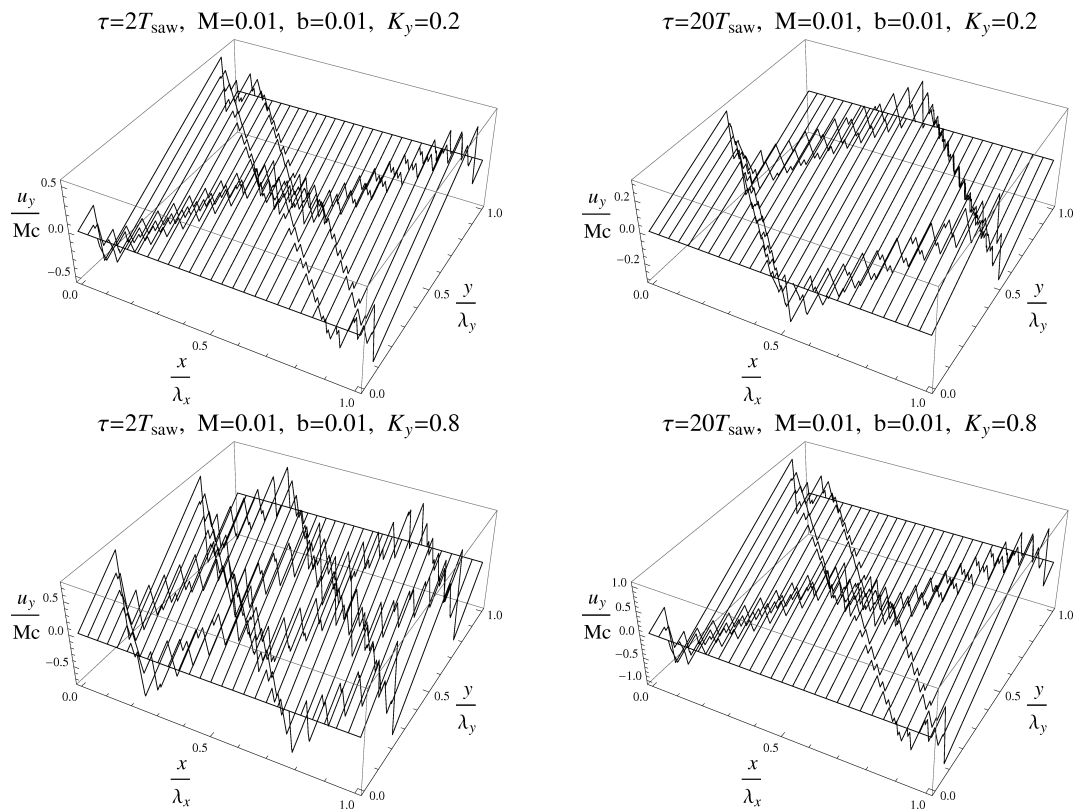 τ=2T_saw, M=0.01, b=0.01, K_y=0.2
0.5
u_y
Mc
0.0
−0.5
0.0
0.5
1.0
x
λ_x
0.0
0.5
1.0
y
λ_y
τ=20T_saw, M=0.01, b=0.01, K_y=0.2
0.2
u_y
Mc
0.0
−0.2
0.0
0.5
1.0
x
λ_x
0.0
0.5
1.0
y
λ_y
τ=2T_saw, M=0.01, b=0.01, K_y=0.8
0.5
u_y
Mc
0.0
−0.5
0.0
0.5
1.0
x
λ_x
0.0
0.5
1.0
y
λ_y
τ=20T_saw, M=0.01, b=0.01, K_y=0.8
1.0
u_y
Mc
0.5
0.0
−0.5
−1.0
0.0
0.5
1.0
x
λ_x
0.0
0.5
1.0
y
λ_y